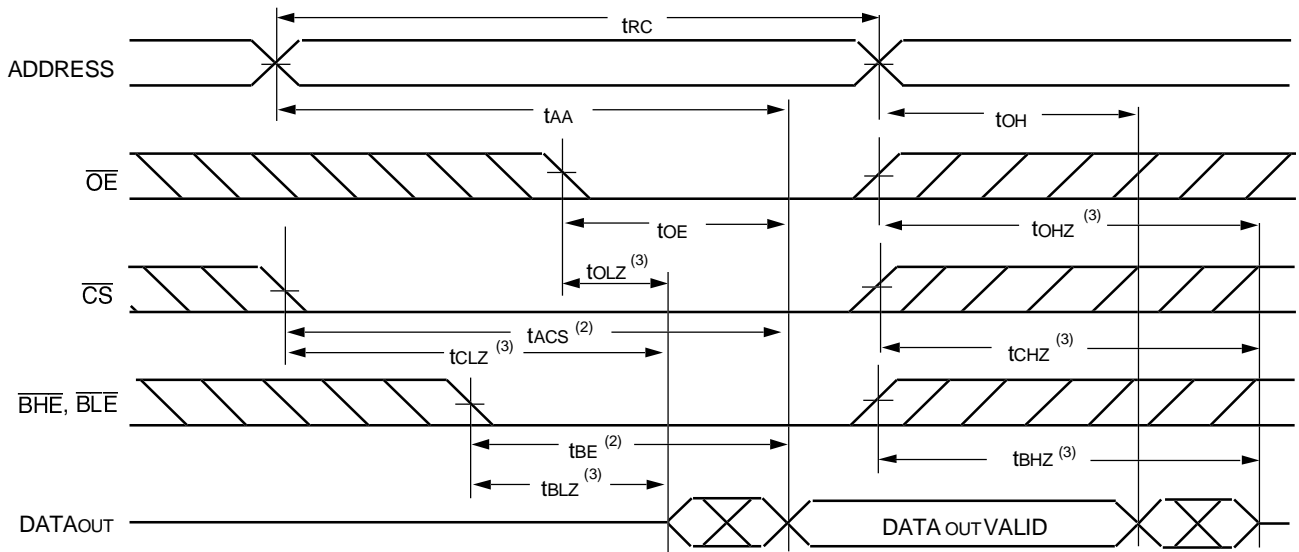 tRC
ADDRESS
tAA
tOH
OE
tOE
tOHZ (3)
tOLZ (3)
CS
tACS (2)
tCLZ (3)
tCHZ (3)
BHE, BLE
tBE (2)
tBHZ (3)
tBLZ (3)
DATAOUT
DATA OUT VALID